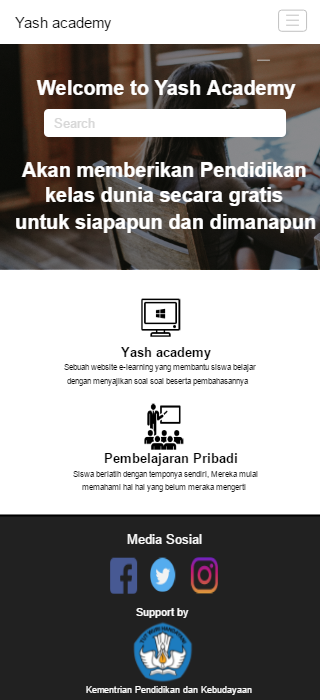 Yash academy
Welcome to Yash Academy
Search
Akan memberikan Pendidikan
kelas dunia secara gratis
untuk siapapun dan dimanapun
Yash academy
Sebuah website e-learning yang membantu siswa belajar
dengan menyajikan soal soal beserta pembahasannya
Pembelajaran Pribadi
Siswa berlatih dengan temponya sendiri, Mereka mulai
memahami hal hal yang belum meraka mengerti
Media Sosial
Support by
Kementrian Pendidikan dan Kebudayaan